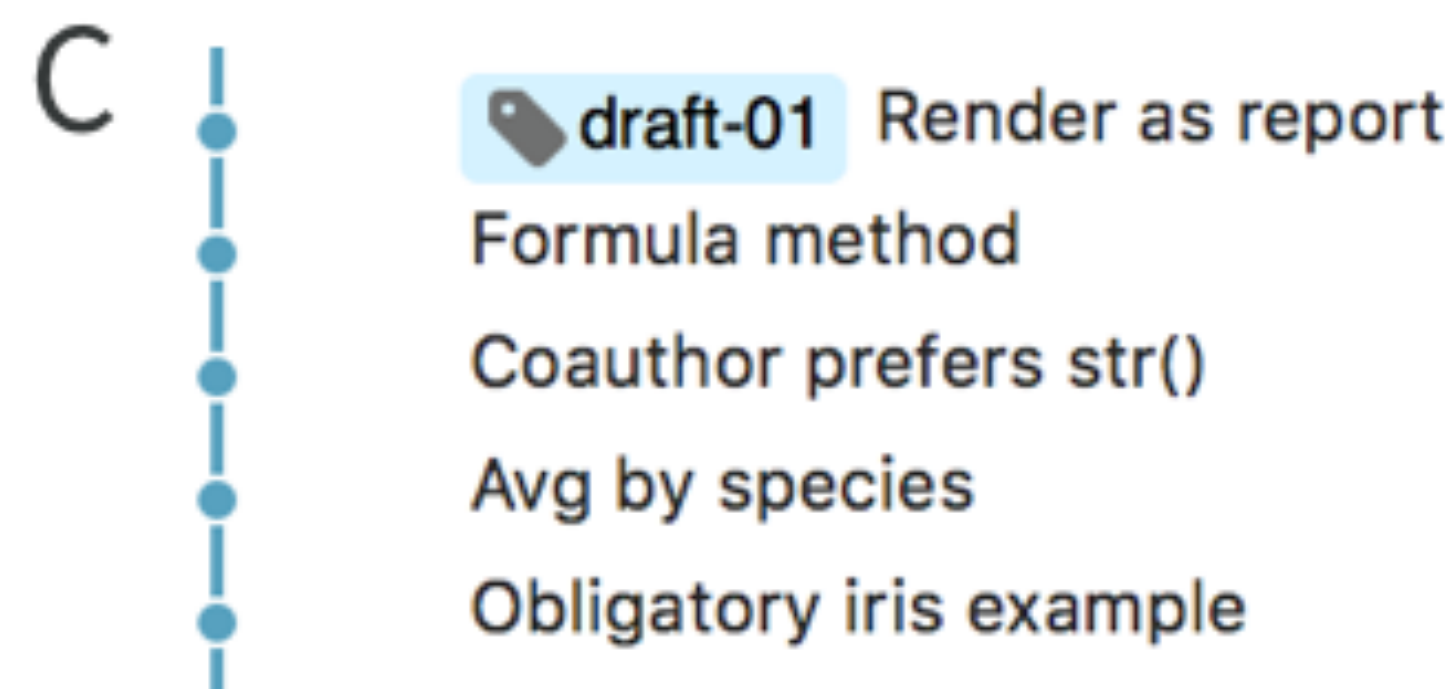 C
draft-01 Render as report
Formula method
Coauthor prefers str()
Avg by species
Obligatory iris example